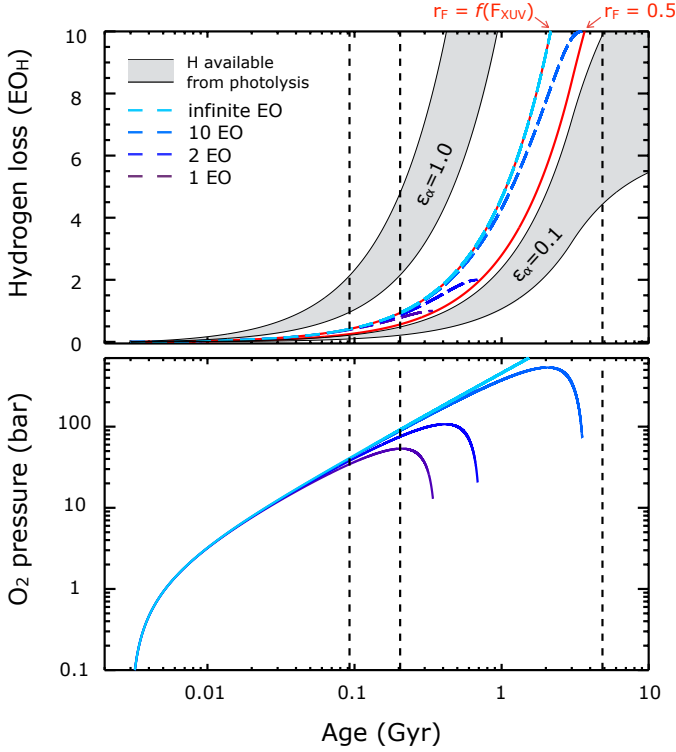 r_F = f(F_XUV) r_F = 0.5
10
8
6
4
2
0
Hydrogen loss (EO_H)
H available
from photolysis
infinite EO
10 EO
2 EO
1 EO
ε_α=1.0
ε_α=0.1
100
10
1
0.1
O_2 pressure (bar)
0.01 0.1 1 10
Age (Gyr)